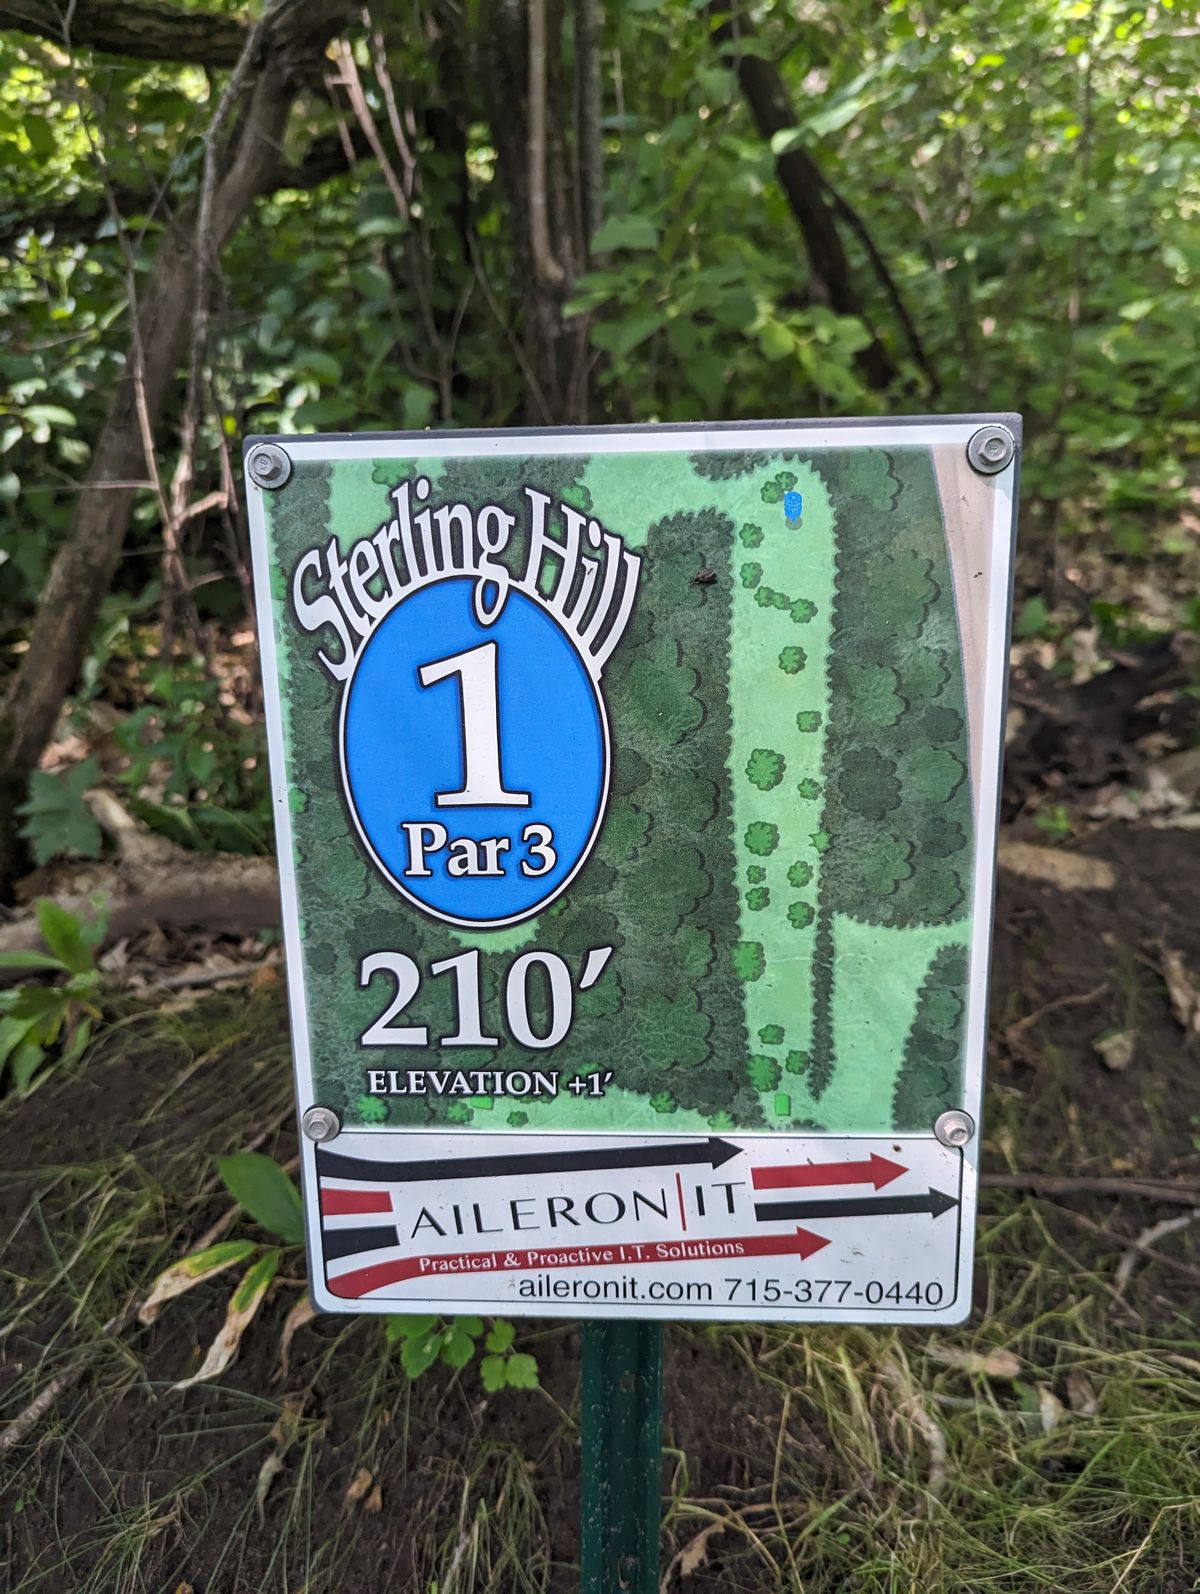 Sterling Hill
1
Par 3
210′
ELEVATION +1′
AILERON|IT
Practical & Proactive I.T. Solutions
aileronit.com 715-377-0440